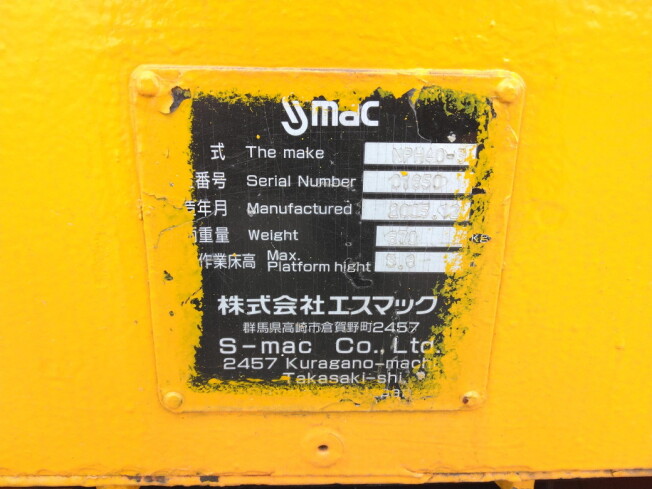 smac
式 The make
番号 Serial Number
年月 Manufactured
重量 Weight kg
作業床高 Max. Platform hight
株式会社エスマック
群馬県高崎市倉賀野町2457
S-mac Co.,Ltd.
2457 Kuragano-machi
Takasaki-shi